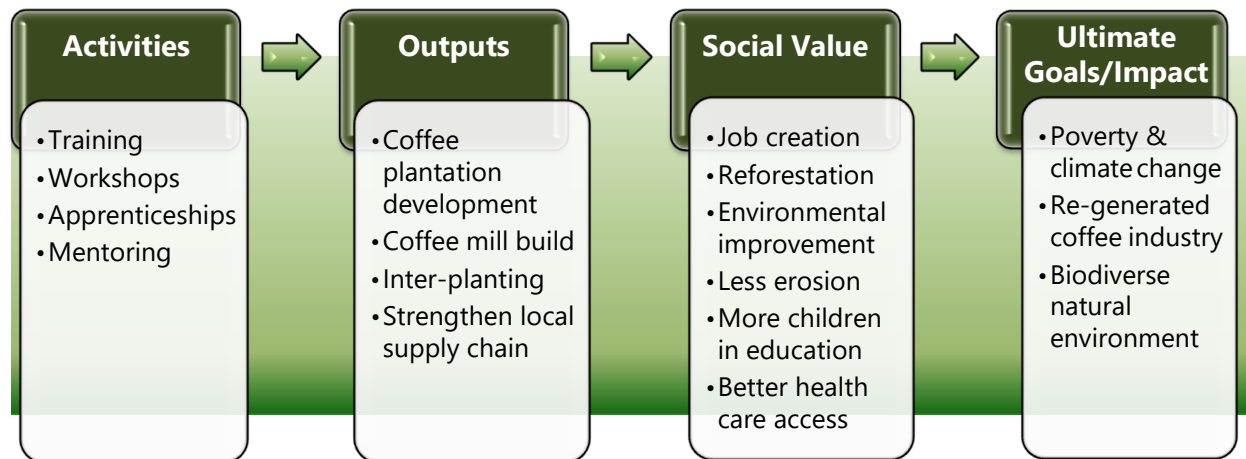 Activities
• Training
• Workshops
• Apprenticeships
• Mentoring
Outputs
• Coffee
plantation
development
• Coffee mill build
• Inter-planting
• Strengthen local
supply chain
Social Value
• Job creation
• Reforestation
• Environmental
improvement
• Less erosion
• More children
in education
• Better health
care access
Ultimate
Goals/Impact
• Poverty &
climate change
• Re-generated
coffee industry
• Biodiverse
natural
environment